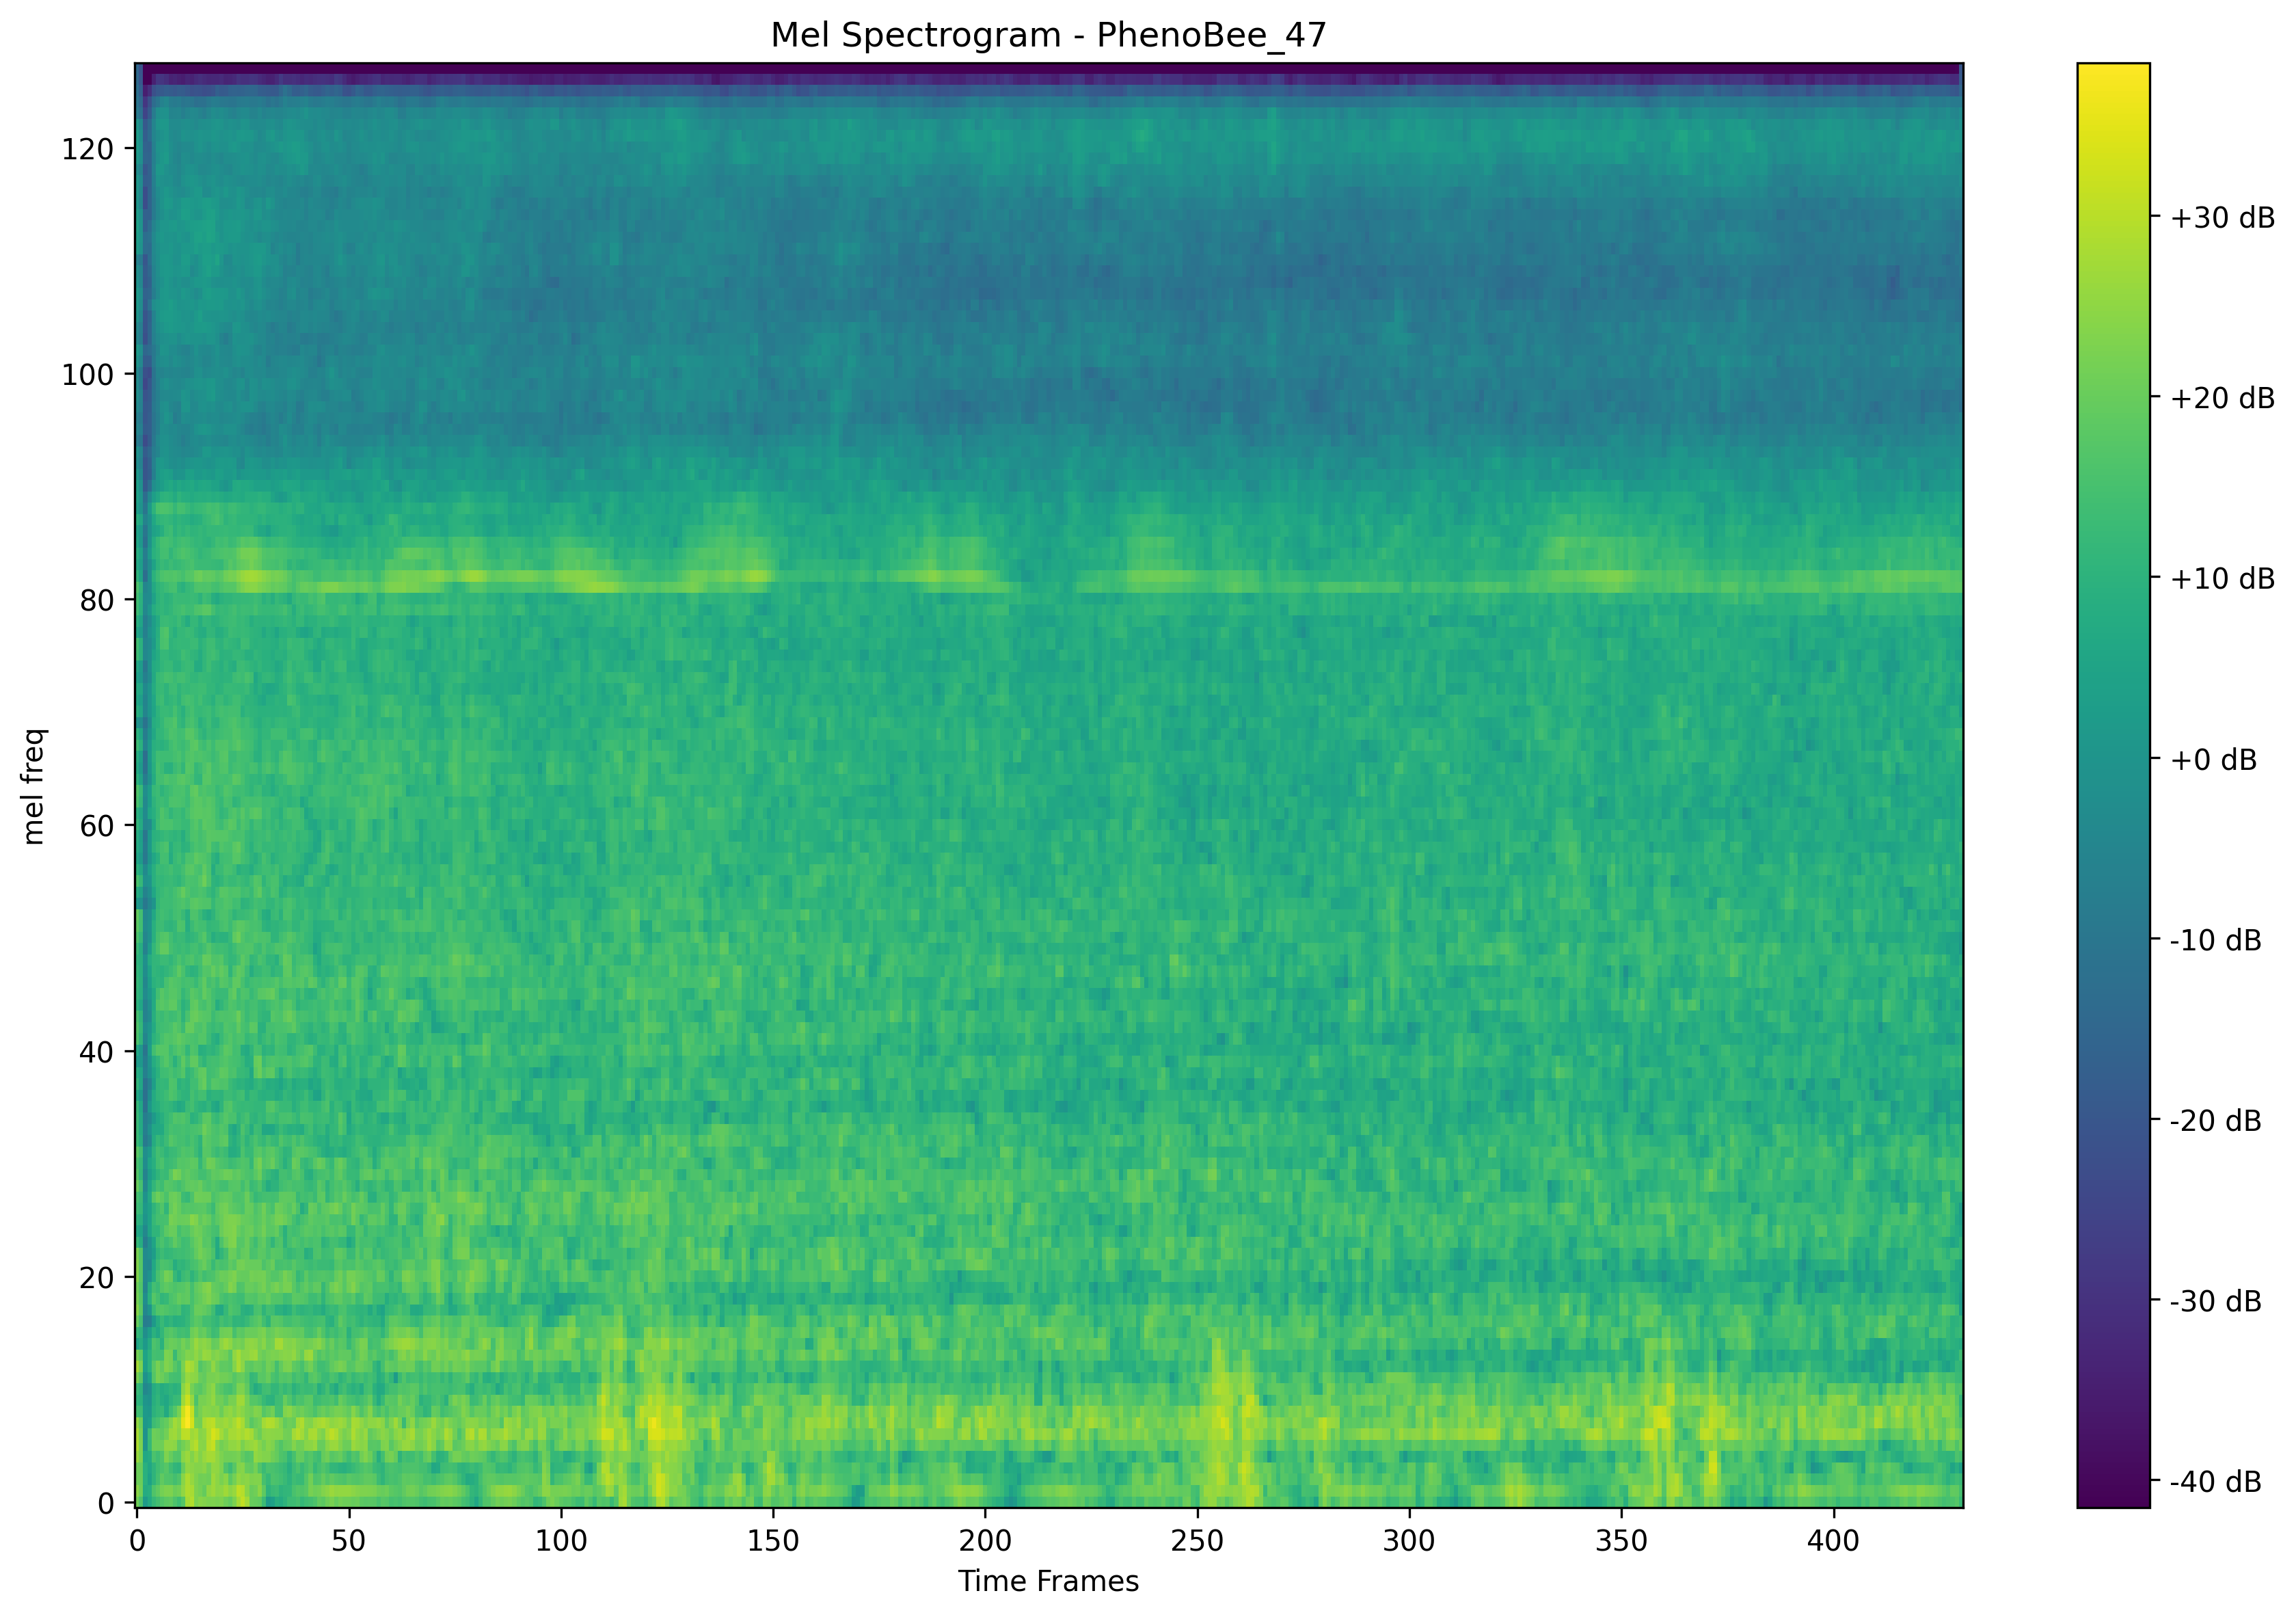 Mel Spectrogram - PhenoBee_47
mel freq
120
100
80
60
40
20
0
0 50 100 150 200 250 300 350 400
Time Frames
+30 dB
+20 dB
+10 dB
+0 dB
-10 dB
-20 dB
-30 dB
-40 dB